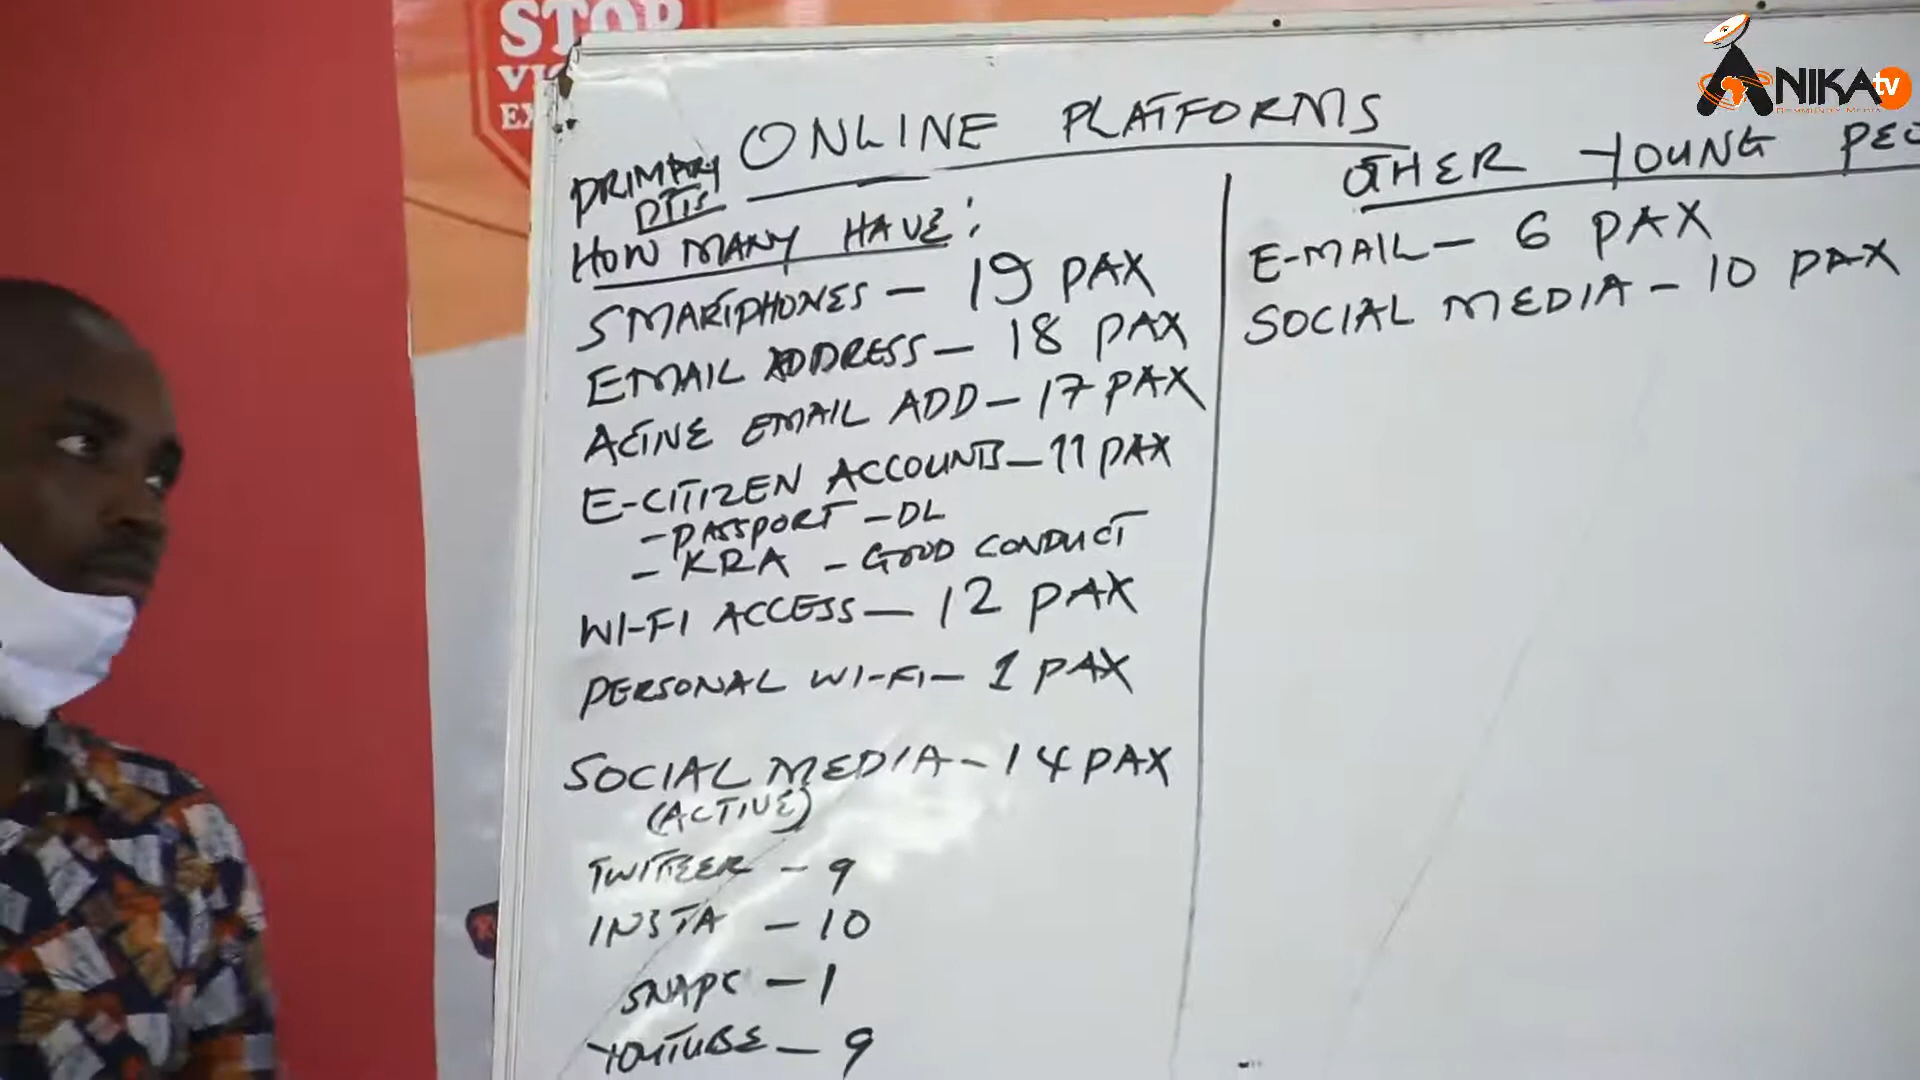 STOP
ANIKA tv
COMMUNITY MEDIA
ONLINE PLATFORMS
PRIMARY
HOW MANY HAVE:
SMARTPHONES - 19 PAX
EMAIL ADDRESS - 18 PAX
ACTIVE EMAIL ADD - 17 PAX
E-CITIZEN ACCOUNTS - 11 PAX
- PASSPORT - DL
- KRA - GOOD CONDUCT
WI-FI ACCESS - 12 PAX
PERSONAL WI-FI - 1 PAX
SOCIAL MEDIA - 14 PAX
(ACTIVE)
TWITTER - 9
INSTA - 10
SNAPC - 1
YOUTUBE - 9
OTHER YOUNG PEO
E-MAIL - 6 PAX
SOCIAL MEDIA - 10 PAX